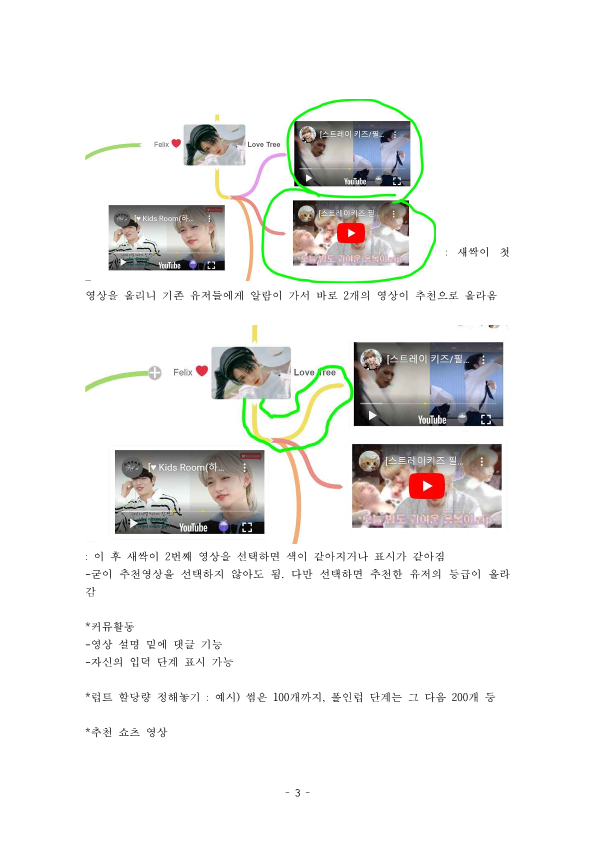 Felix ❤ Love Tree
[스트레이 키즈/필...
YouTube
[♥ Kids Room(하...
YouTube
[스트레이키즈 필...
: 새싹이 첫
영상을 올리니 기존 유저들에게 알람이 가서 바로 2개의 영상이 추천으로 올라옴
Felix ❤ Love Tree
[스트레이 키즈/필...
YouTube
[♥ Kids Room(하...
YouTube
[스트레이키즈 필...
: 이 후 새싹이 2번째 영상을 선택하면 색이 같아지거나 표시가 같아짐
-굳이 추천영상을 선택하지 않아도 됨. 다만 선택하면 추천한 유저의 등급이 올라
감
*커뮤활동
-영상 설명 밑에 댓글 기능
-자신의 입덕 단계 표시 가능
*럽트 할당량 정해놓기 : 예시) 썸은 100개까지, 폴인럽 단계는 그 다음 200개 등
*추천 쇼츠 영상
- 3 -